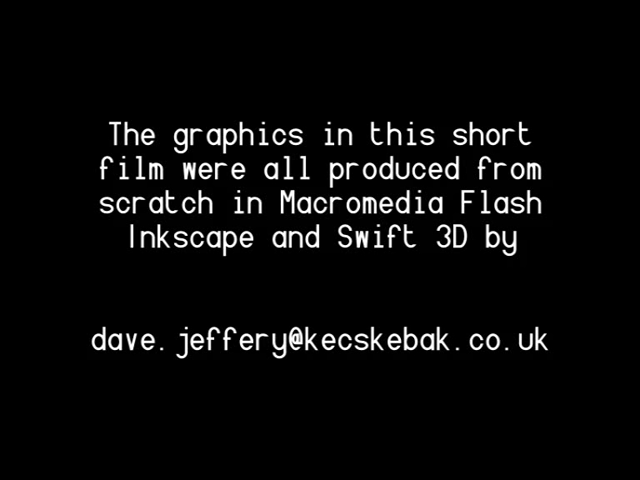 The graphics in this short
film were all produced from
scratch in Macromedia Flash
Inkscape and Swift 3D by
dave.jeffery@kecskebak.co.uk